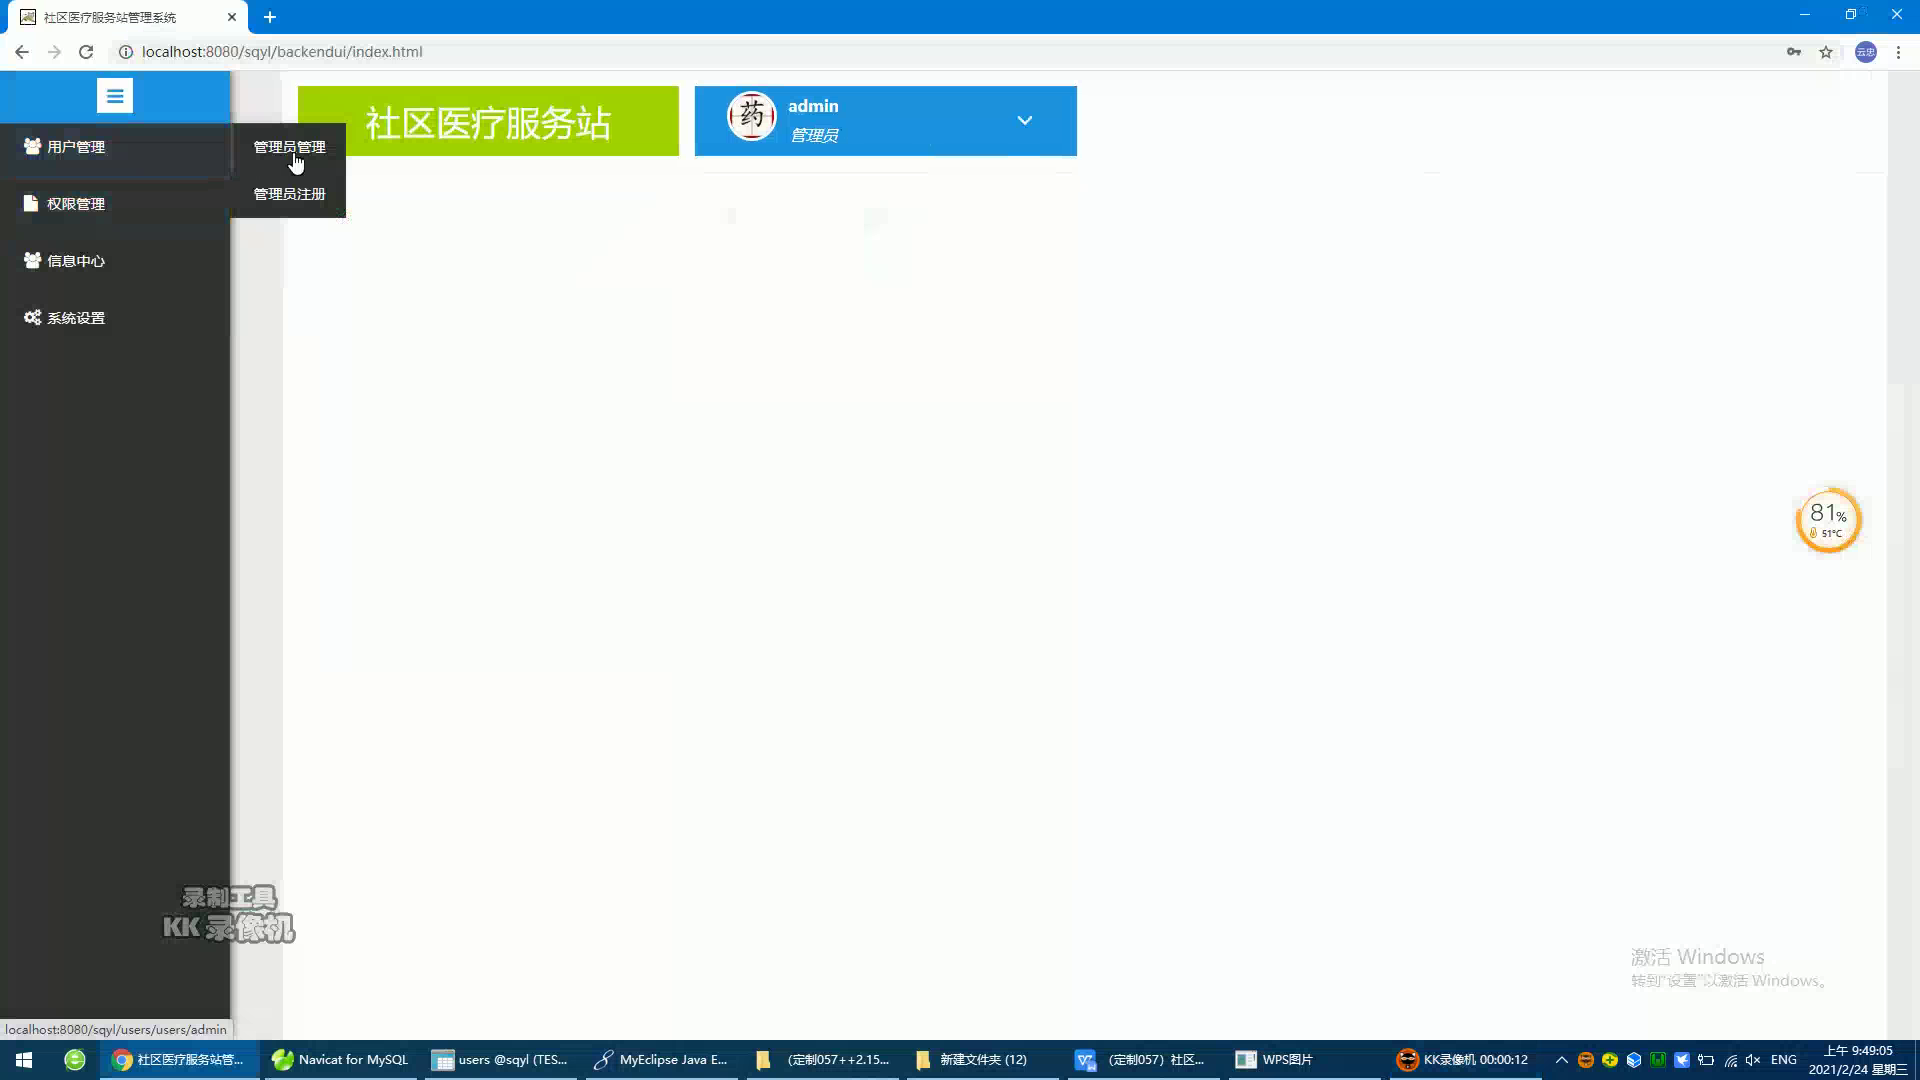 社区医疗服务站管理系统
localhost:8080/sqyl/backendui/index.html
云忠
社区医疗服务站
药
admin
管理员
用户管理
管理员管理
管理员注册
权限管理
信息中心
系统设置
81%
51°C
录制工具
KK 录像机
激活 Windows
转到"设置"以激活 Windows。
localhost:8080/sqyl/users/users/admin
社区医疗服务站管...
Navicat for MySQL
users @sqyl (TES...
MyEclipse Java E...
(定制057++2.15...
新建文件夹 (12)
(定制057）社区...
WPS图片
KK录像机 00:00:12
ENG
上午 9:49:05
2021/2/24 星期三